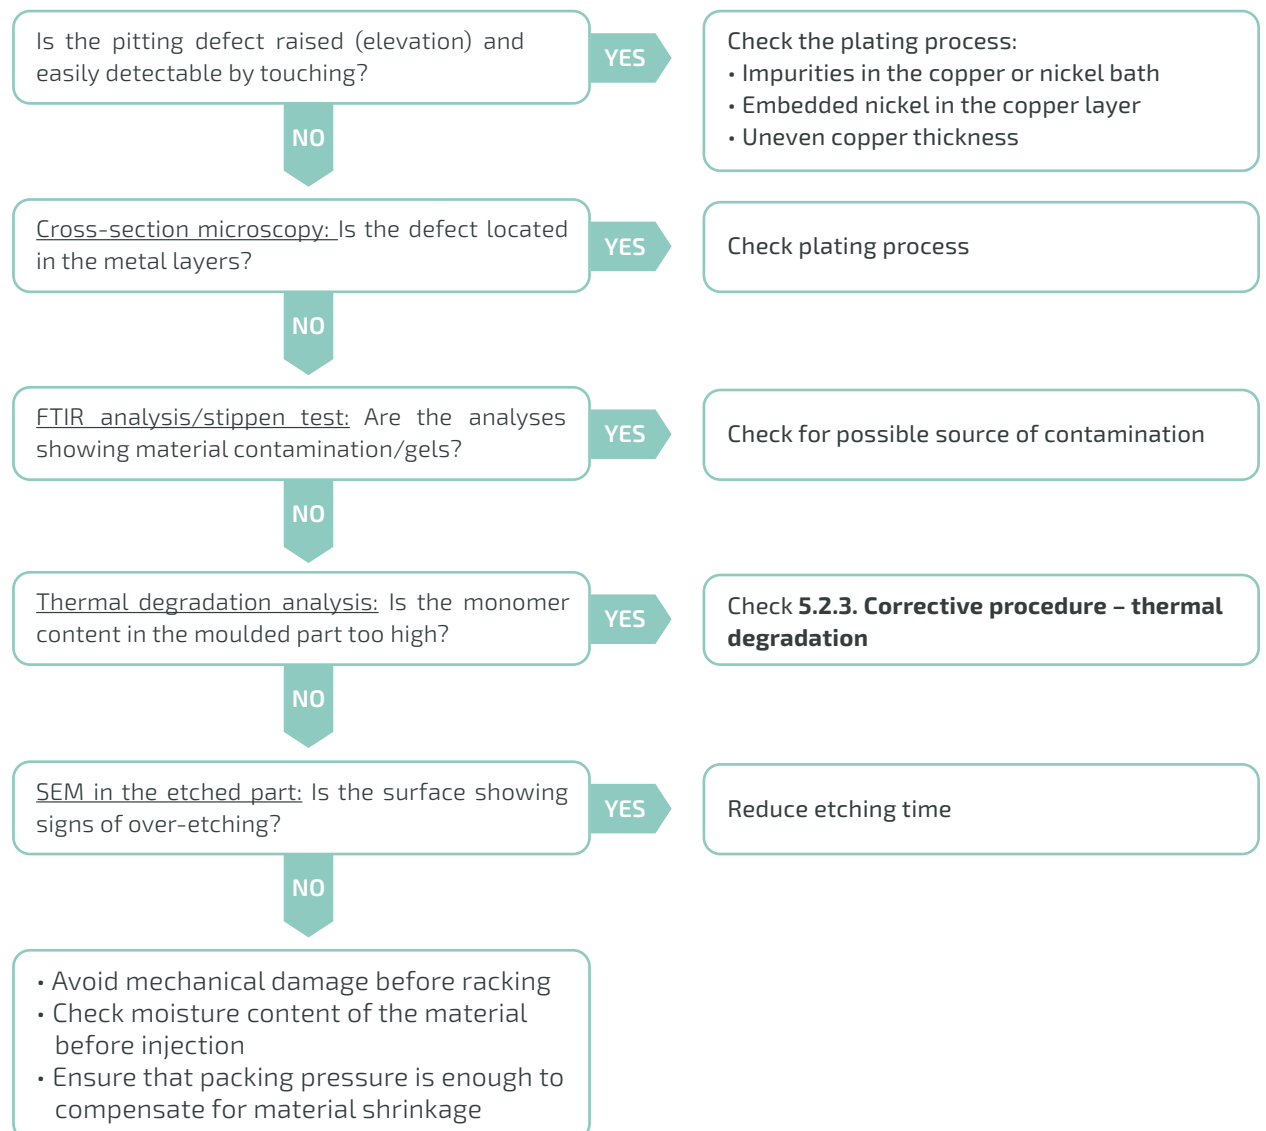 Is the pitting defect raised (elevation) and
easily detectable by touching?
YES
Check the plating process:
• Impurities in the copper or nickel bath
• Embedded nickel in the copper layer
• Uneven copper thickness
NO
Cross-section microscopy: Is the defect located
in the metal layers?
YES
Check plating process
NO
FTIR analysis/stippen test: Are the analyses
showing material contamination/gels?
YES
Check for possible source of contamination
NO
Thermal degradation analysis: Is the monomer
content in the moulded part too high?
YES
Check 5.2.3. Corrective procedure – thermal
degradation
NO
SEM in the etched part: Is the surface showing
signs of over-etching?
YES
Reduce etching time
NO
• Avoid mechanical damage before racking
• Check moisture content of the material
before injection
• Ensure that packing pressure is enough to
compensate for material shrinkage